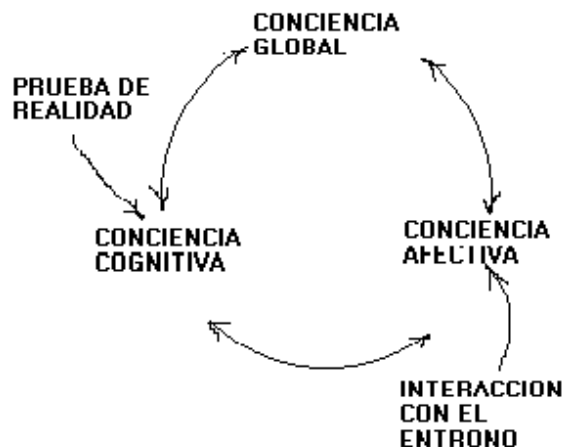 CONCIENCIA
GLOBAL
PRUEBA DE
REALIDAD
CONCIENCIA
COGNITIVA
CONCIENCIA
AFECTIVA
INTERACCION
CON EL
ENTRONO